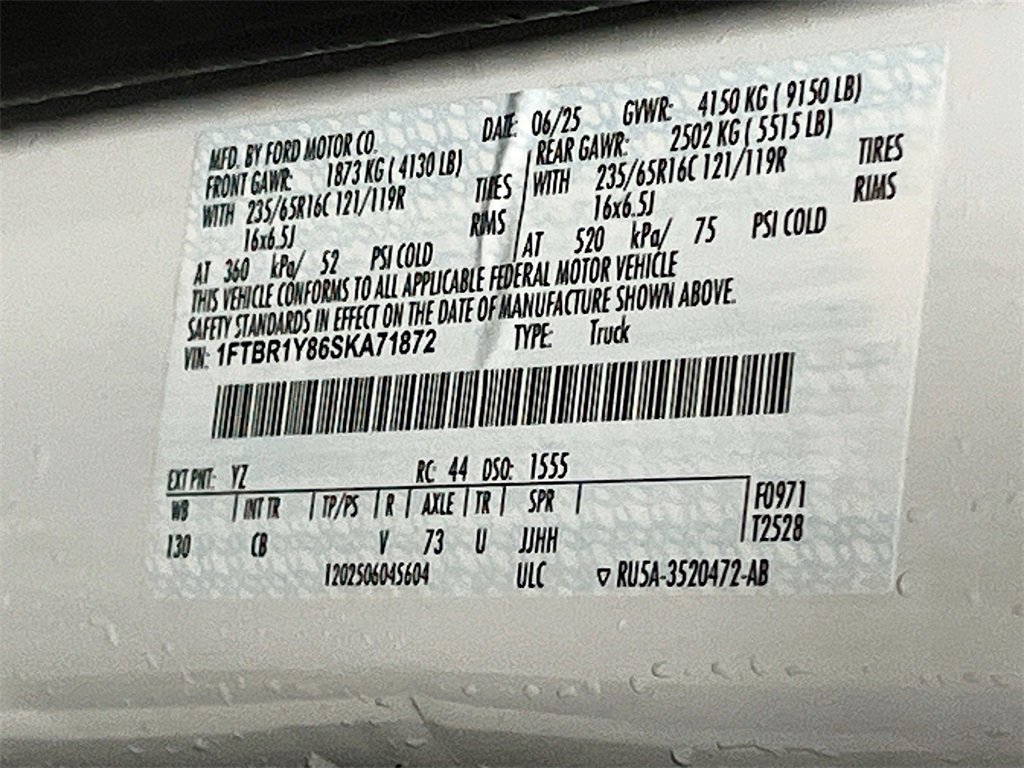 MFD. BY FORD MOTOR CO. DATE: 06/25 GVWR: 4150 KG ( 9150 LB)
FRONT GAWR: 1873 KG ( 4130 LB) REAR GAWR: 2502 KG ( 5515 LB)
WITH 235/65R16C 121/119R TIRES WITH 235/65R16C 121/119R TIRES
16x6.5J RIMS 16x6.5J RIMS
AT 360 kPa/ 52 PSI COLD AT 520 kPa/ 75 PSI COLD
THIS VEHICLE CONFORMS TO ALL APPLICABLE FEDERAL MOTOR VEHICLE
SAFETY STANDARDS IN EFFECT ON THE DATE OF MANUFACTURE SHOWN ABOVE.
VIN: 1FTBR1Y86SKA71872 TYPE: Truck
EXT PNT: YZ RC: 44 DSO: 1555
WB INT TR TP/PS R AXLE TR SPR F0971
130 CB V 73 U JJHH T2528
1202506045604 ULC ▽ RU5A-3520472-AB